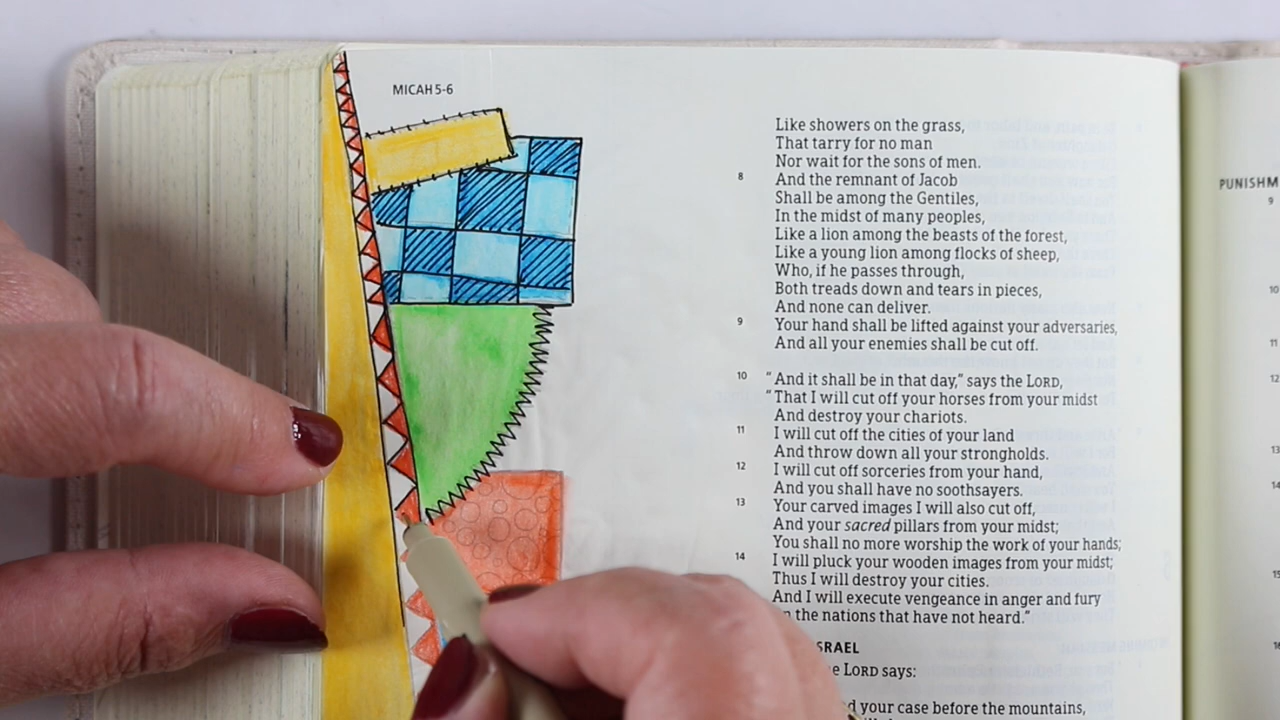 MICAH 5-6
Like showers on the grass,
That tarry for no man
Nor wait for the sons of men.
8 And the remnant of Jacob
Shall be among the Gentiles,
In the midst of many peoples,
Like a lion among the beasts of the forest,
Like a young lion among flocks of sheep,
Who, if he passes through,
Both treads down and tears in pieces,
And none can deliver.
9 Your hand shall be lifted against your adversaries,
And all your enemies shall be cut off.
10 "And it shall be in that day," says the LORD,
"That I will cut off your horses from your midst
And destroy your chariots.
11 I will cut off the cities of your land
And throw down all your strongholds.
12 I will cut off sorceries from your hand,
And you shall have no soothsayers.
13 Your carved images I will also cut off,
And your sacred pillars from your midst;
You shall no more worship the work of your hands;
14 I will pluck your wooden images from your midst;
Thus I will destroy your cities.
And I will execute vengeance in anger and fury
the nations that have not heard."
SRAEL
LORD says:
your case before the mountains,
PUNISHM
9
10
11
12
13
14
15
16